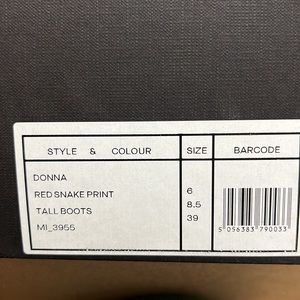 STYLE & COLOUR SIZE BARCODE
DONNA
RED SNAKE PRINT 6
8.5
TALL BOOTS 39
MI_3955
5 056383 790033